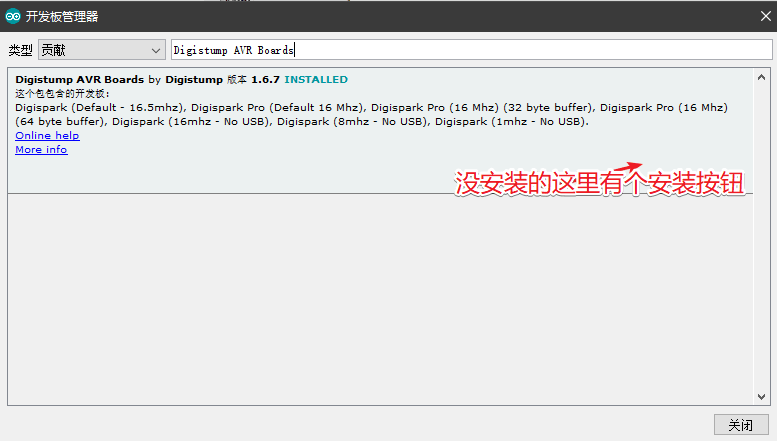 开发板管理器
类型 贡献 Digistump AVR Boards
Digistump AVR Boards by Digistump 版本 1.6.7 INSTALLED
这个包包含的开发板:
Digispark (Default - 16.5mhz), Digispark Pro (Default 16 Mhz), Digispark Pro (16 Mhz) (32 byte buffer), Digispark Pro (16 Mhz)
(64 byte buffer), Digispark (16mhz - No USB), Digispark (8mhz - No USB), Digispark (1mhz - No USB).
Online help
More info
没安装的这里有个安装按钮
关闭